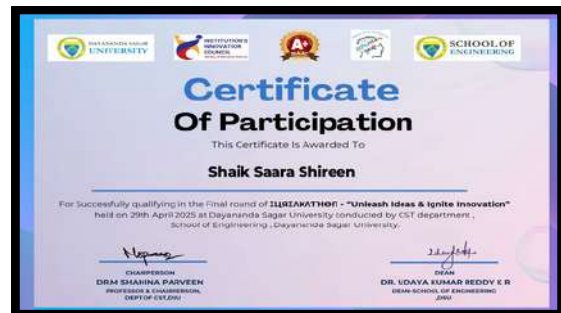 DAYANANDA SAGAR
UNIVERSITY
INSTITUTION'S
INNOVATION
COUNCIL
SCHOOL OF
ENGINEERING
Certificate
Of Participation
This Certificate Is Awarded To
Shaik Saara Shireen
For Successfully qualifying in the Final round of ΣЦЯΣΛKΛTHӨП - "Unleash Ideas & Ignite Innovation"
held on 29th April 2025 at Dayananda Sagar University conducted by CST department ,
School of Engineering , Dayananda Sagar University.
CHAIRPERSON
DR.M SHAHINA PARVEEN
PROFESSOR & CHAIRPERSON,
DEPT OF CST,DSU
DEAN
DR. UDAYA KUMAR REDDY K R
DEAN-SCHOOL OF ENGINEERING
,DSU